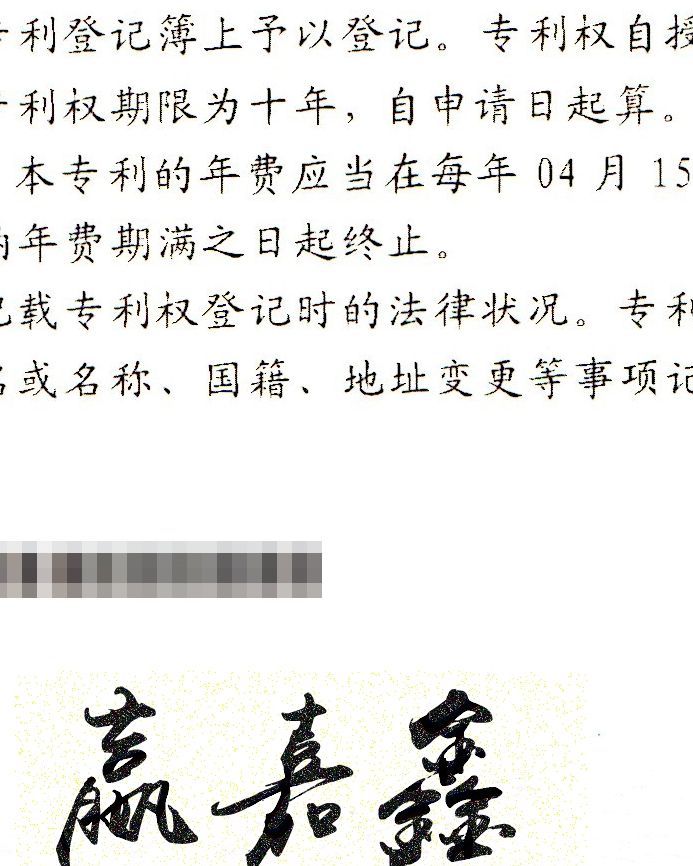 专利登记簿上予以登记。专利权自授
专利权期限为十年，自申请日起算。
本专利的年费应当在每年 04 月 15
纳年费期满之日起终止。
记载专利权登记时的法律状况。专利
名或名称、国籍、地址变更等事项记
赢嘉鑫